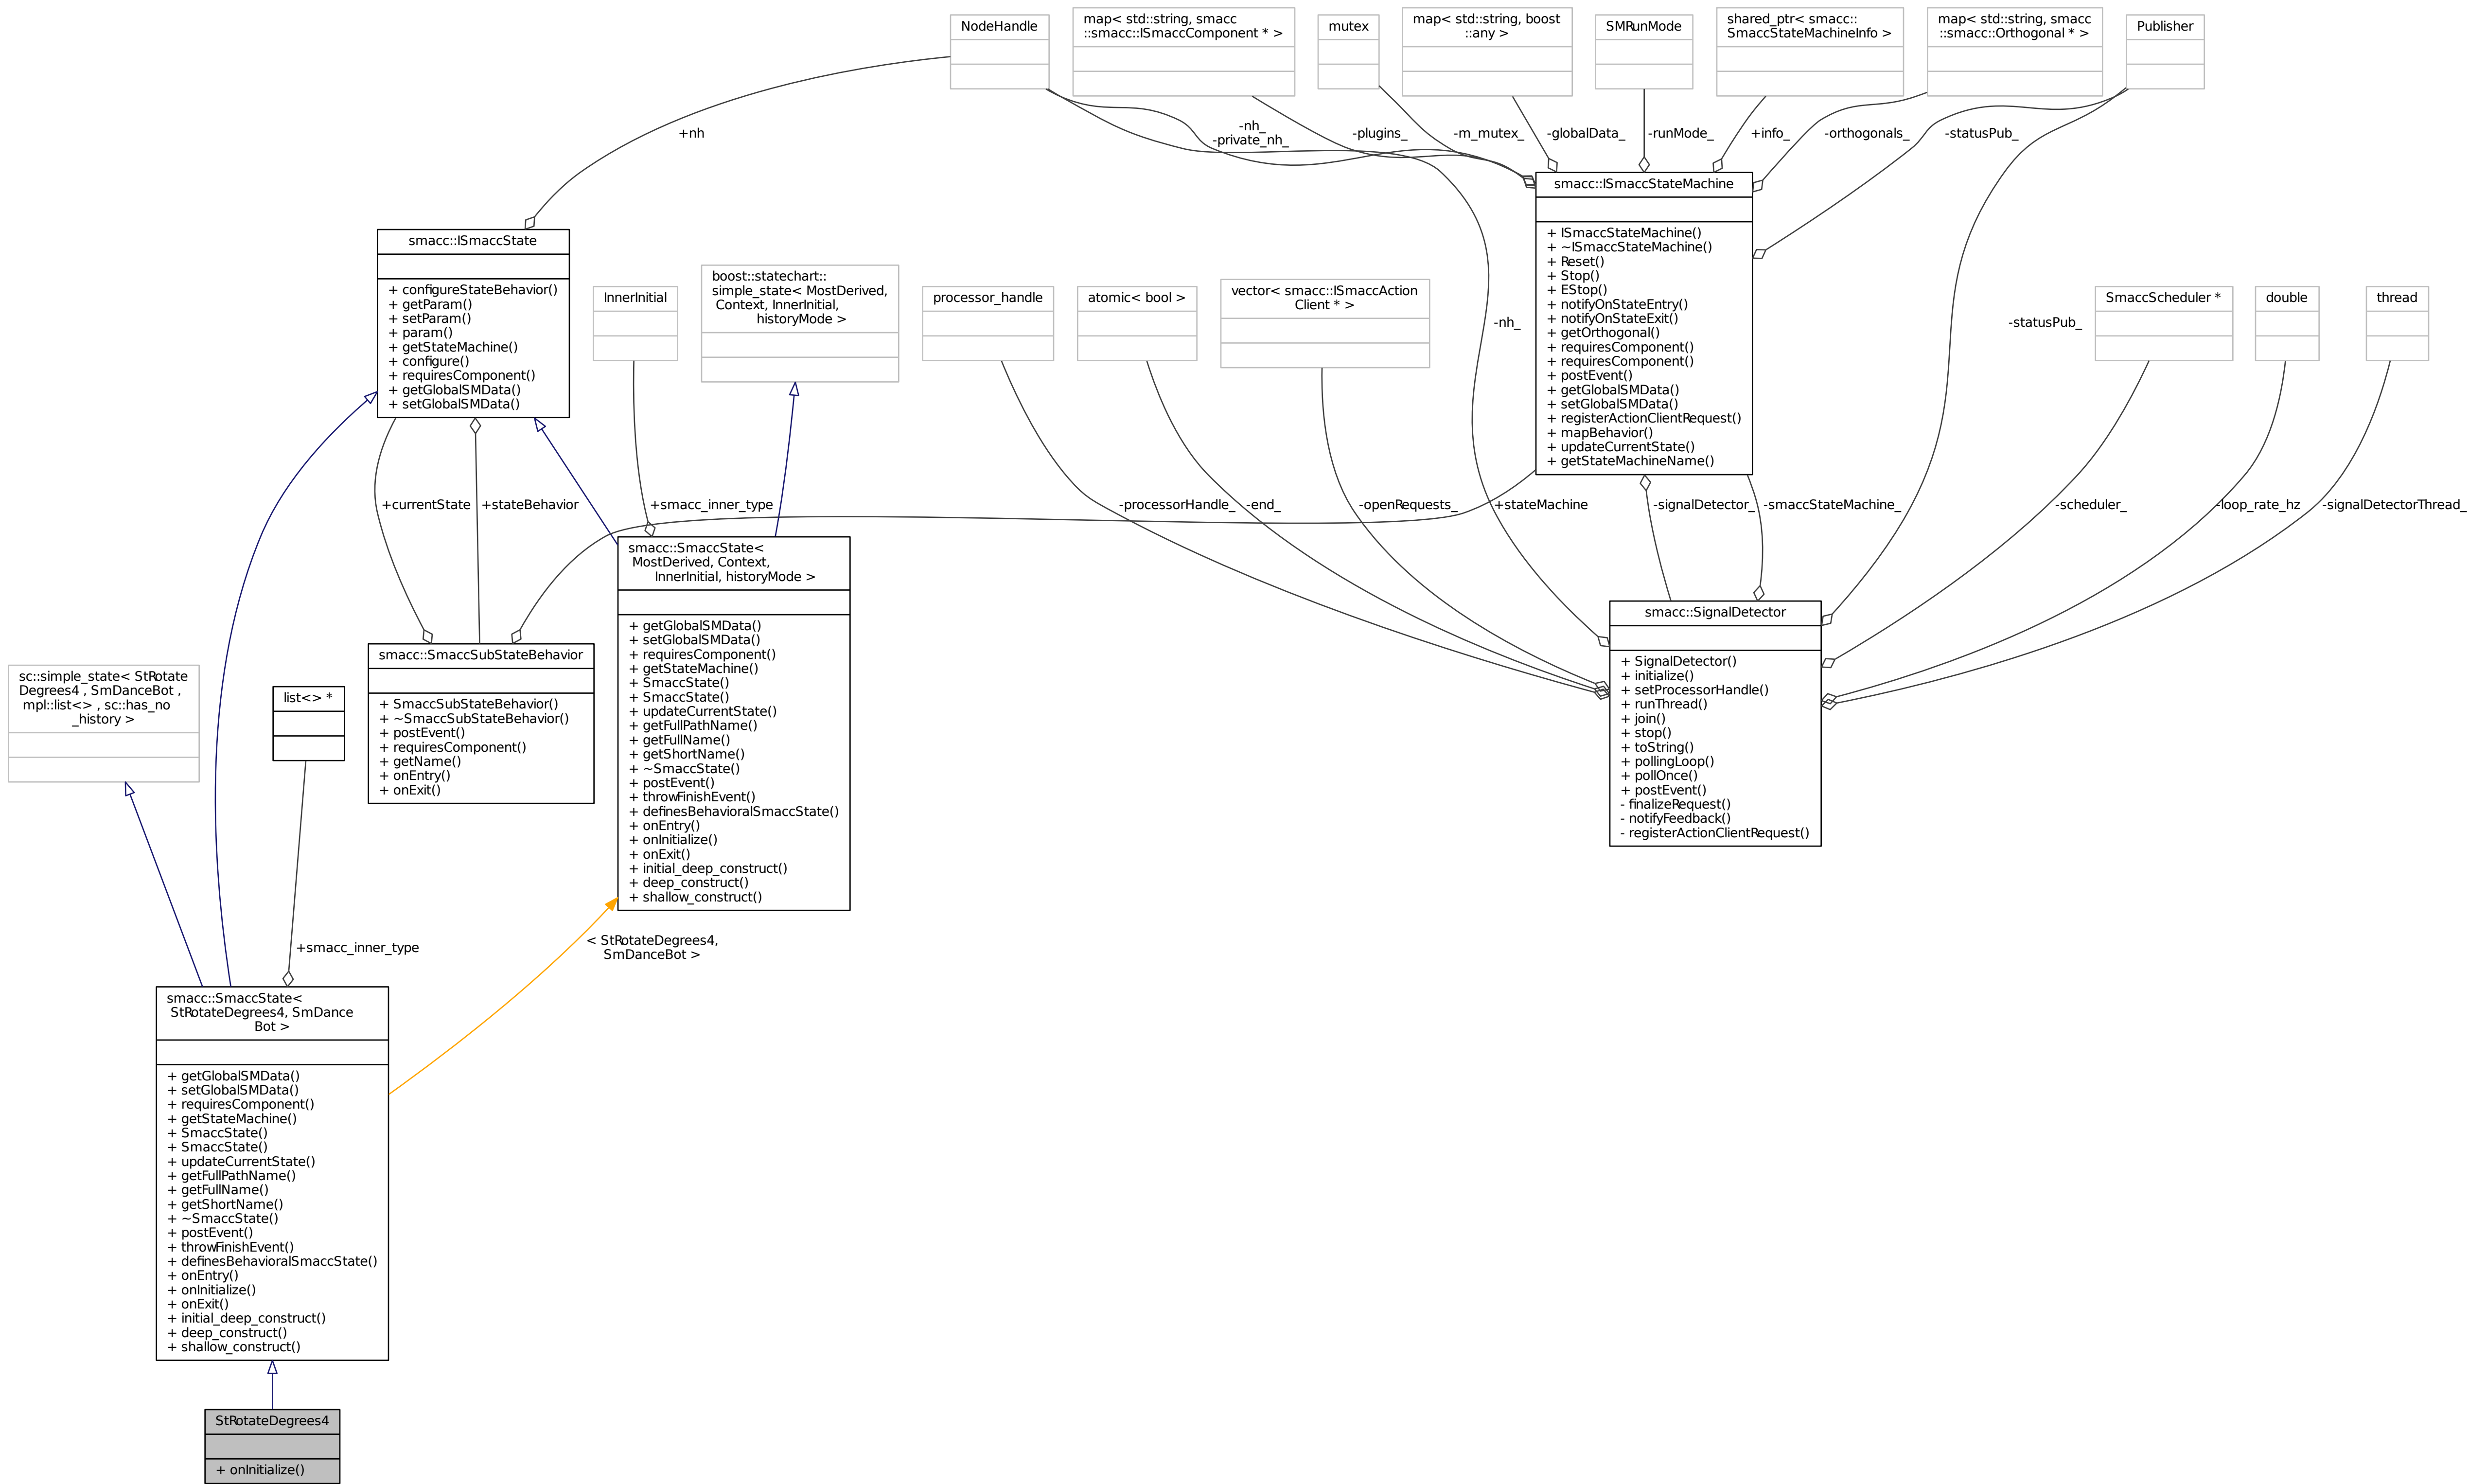 NodeHandle
map< std::string, smacc
::smacc::ISmaccComponent * >
mutex
map< std::string, boost
::any >
SMRunMode
shared_ptr< smacc::
SmaccStateMachineInfo >
map< std::string, smacc
::smacc::Orthogonal * >
Publisher
+nh
-nh_
-private_nh_
-plugins_
-m_mutex_
-globalData_
-runMode_
+info_
-orthogonals_
-statusPub_
smacc::ISmaccStateMachine
+ ISmaccStateMachine()
+ ~ISmaccStateMachine()
+ Reset()
+ Stop()
+ EStop()
+ notifyOnStateEntry()
+ notifyOnStateExit()
+ getOrthogonal()
+ requiresComponent()
+ requiresComponent()
+ postEvent()
+ getGlobalSMData()
+ setGlobalSMData()
+ registerActionClientRequest()
+ mapBehavior()
+ updateCurrentState()
+ getStateMachineName()
smacc::ISmaccState
+ configureStateBehavior()
+ getParam()
+ setParam()
+ param()
+ getStateMachine()
+ configure()
+ requiresComponent()
+ getGlobalSMData()
+ setGlobalSMData()
InnerInitial
boost::statechart::
simple_state< MostDerived,
Context, InnerInitial,
historyMode >
processor_handle
atomic< bool >
vector< smacc::ISmaccAction
Client * >
-nh_
-statusPub_
SmaccScheduler *
double
thread
+currentState
+stateBehavior
+smacc_inner_type
-processorHandle_
-end_
-openRequests_
+stateMachine
-signalDetector_
-smaccStateMachine_
-scheduler_
-loop_rate_hz
-signalDetectorThread_
smacc::SmaccState<
MostDerived, Context,
InnerInitial, historyMode >
+ getGlobalSMData()
+ setGlobalSMData()
+ requiresComponent()
+ getStateMachine()
+ SmaccState()
+ SmaccState()
+ updateCurrentState()
+ getFullPathName()
+ getFullName()
+ getShortName()
+ ~SmaccState()
+ postEvent()
+ throwFinishEvent()
+ definesBehavioralSmaccState()
+ onEntry()
+ onInitialize()
+ onExit()
+ initial_deep_construct()
+ deep_construct()
+ shallow_construct()
smacc::SignalDetector
+ SignalDetector()
+ initialize()
+ setProcessorHandle()
+ runThread()
+ join()
+ stop()
+ toString()
+ pollingLoop()
+ pollOnce()
+ postEvent()
- finalizeRequest()
- notifyFeedback()
- registerActionClientRequest()
smacc::SmaccSubStateBehavior
+ SmaccSubStateBehavior()
+ ~SmaccSubStateBehavior()
+ postEvent()
+ requiresComponent()
+ getName()
+ onEntry()
+ onExit()
sc::simple_state< StRotate
Degrees4 , SmDanceBot ,
mpl::list<> , sc::has_no
_history >
list<> *
+smacc_inner_type
< StRotateDegrees4,
SmDanceBot >
smacc::SmaccState<
StRotateDegrees4, SmDance
Bot >
+ getGlobalSMData()
+ setGlobalSMData()
+ requiresComponent()
+ getStateMachine()
+ SmaccState()
+ SmaccState()
+ updateCurrentState()
+ getFullPathName()
+ getFullName()
+ getShortName()
+ ~SmaccState()
+ postEvent()
+ throwFinishEvent()
+ definesBehavioralSmaccState()
+ onEntry()
+ onInitialize()
+ onExit()
+ initial_deep_construct()
+ deep_construct()
+ shallow_construct()
StRotateDegrees4
+ onInitialize()